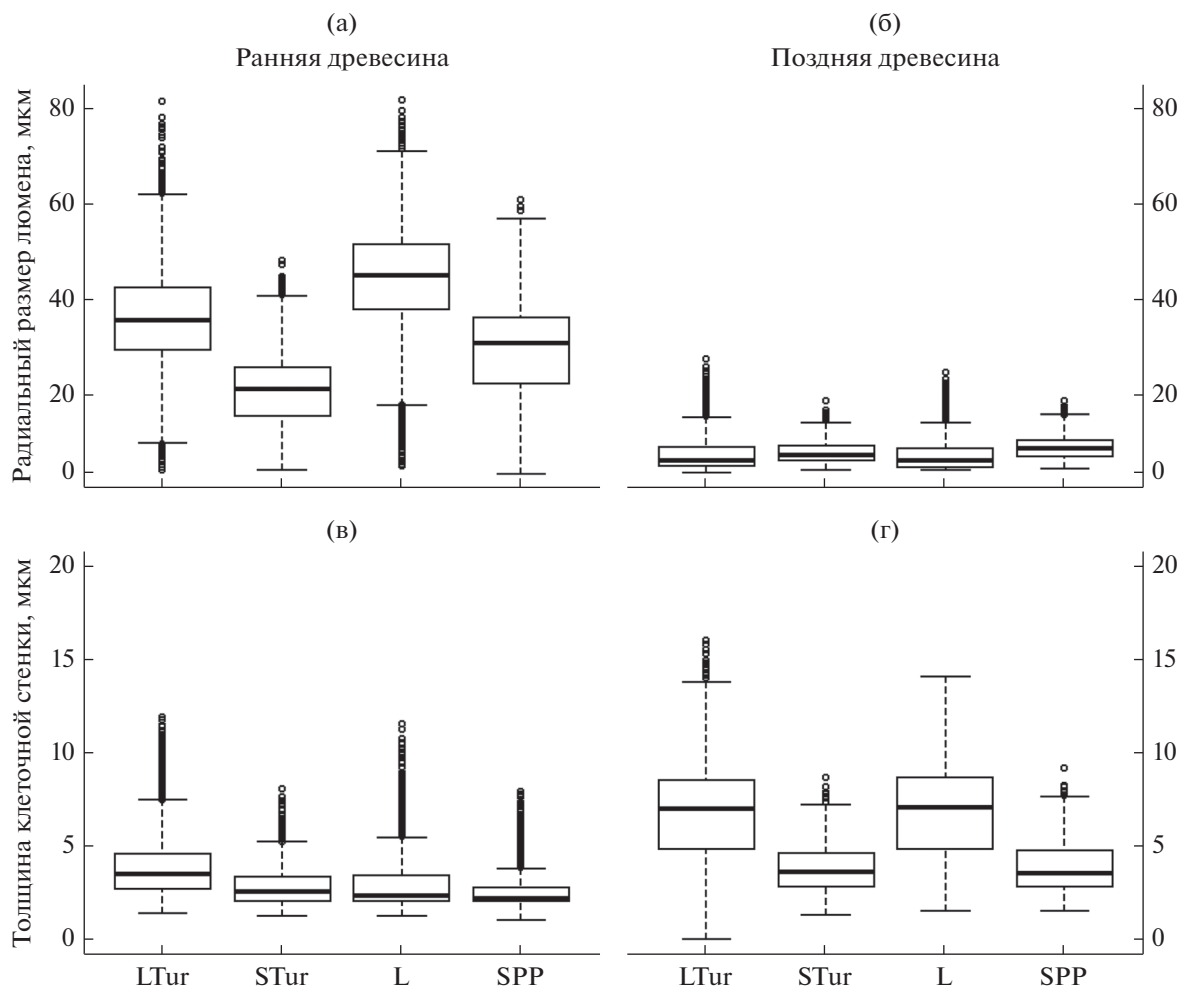 (а)
Ранняя древесина
(б)
Поздняя древесина
Радиальный размер люмена, мкм
80
60
40
20
0
80
60
40
20
0
(в)
(г)
Толщина клеточной стенки, мкм
20
15
10
5
0
20
15
10
5
0
LTur STur L SPP
LTur STur L SPP